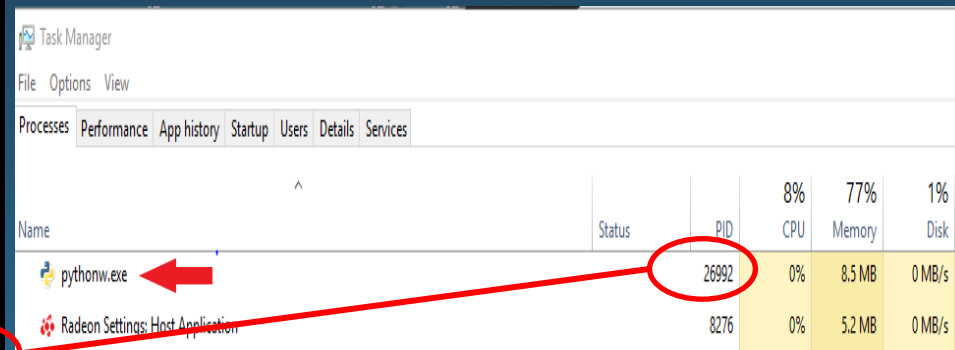 Task Manager
File Options View
Processes Performance App history Startup Users Details Services
8% 77% 1%
Name Status PID CPU Memory Disk
pythonw.exe 26992 0% 8.5 MB 0 MB/s
Radeon Settings: Host Application 8276 0% 5.2 MB 0 MB/s